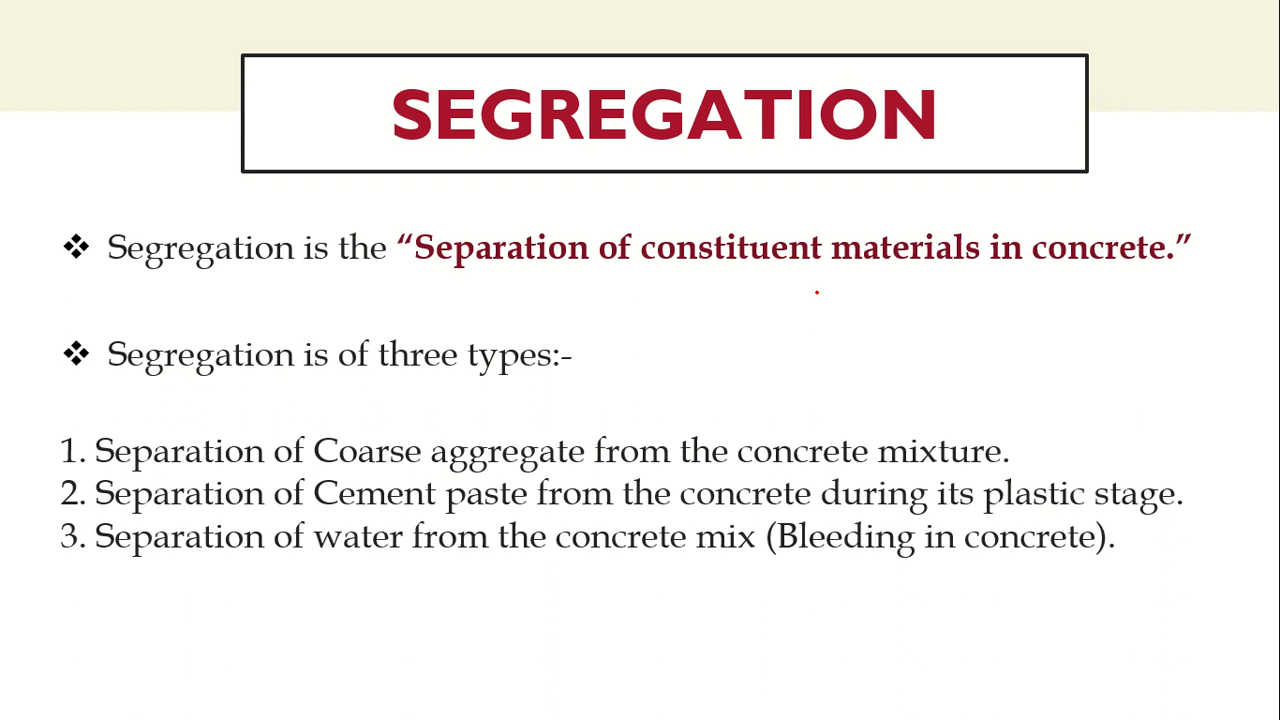 SEGREGATION
❖ Segregation is the “Separation of constituent materials in concrete.”
❖ Segregation is of three types:-
1. Separation of Coarse aggregate from the concrete mixture.
2. Separation of Cement paste from the concrete during its plastic stage.
3. Separation of water from the concrete mix (Bleeding in concrete).